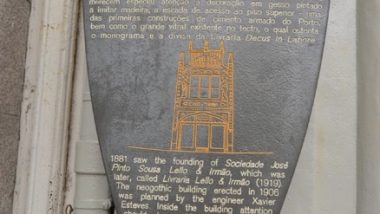 merecem especial atenção a decoração em gesso pintado
a imitar madeira, a escada de acesso ao piso superior - uma
das primeiras construções de cimento armado do Porto,
bem como o grande vitral existente no tecto, o qual ostenta
o monograma e a divisa da Livraria Decus in Labore.
1881 saw the founding of Sociedade José
Pinto Sousa Lello & Irmão, which was
later, called Livraria Lello & Irmão (1919).
The neogothic building erected in 1906
was planned by the engineer Xavier
Esteves. Inside the building attention